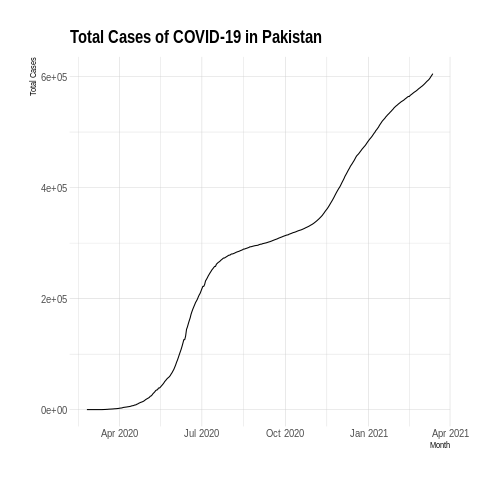 Total Cases of COVID-19 in Pakistan
Total Cases
6e+05
4e+05
2e+05
0e+00
Apr 2020 Jul 2020 Oct 2020 Jan 2021 Apr 2021
Month